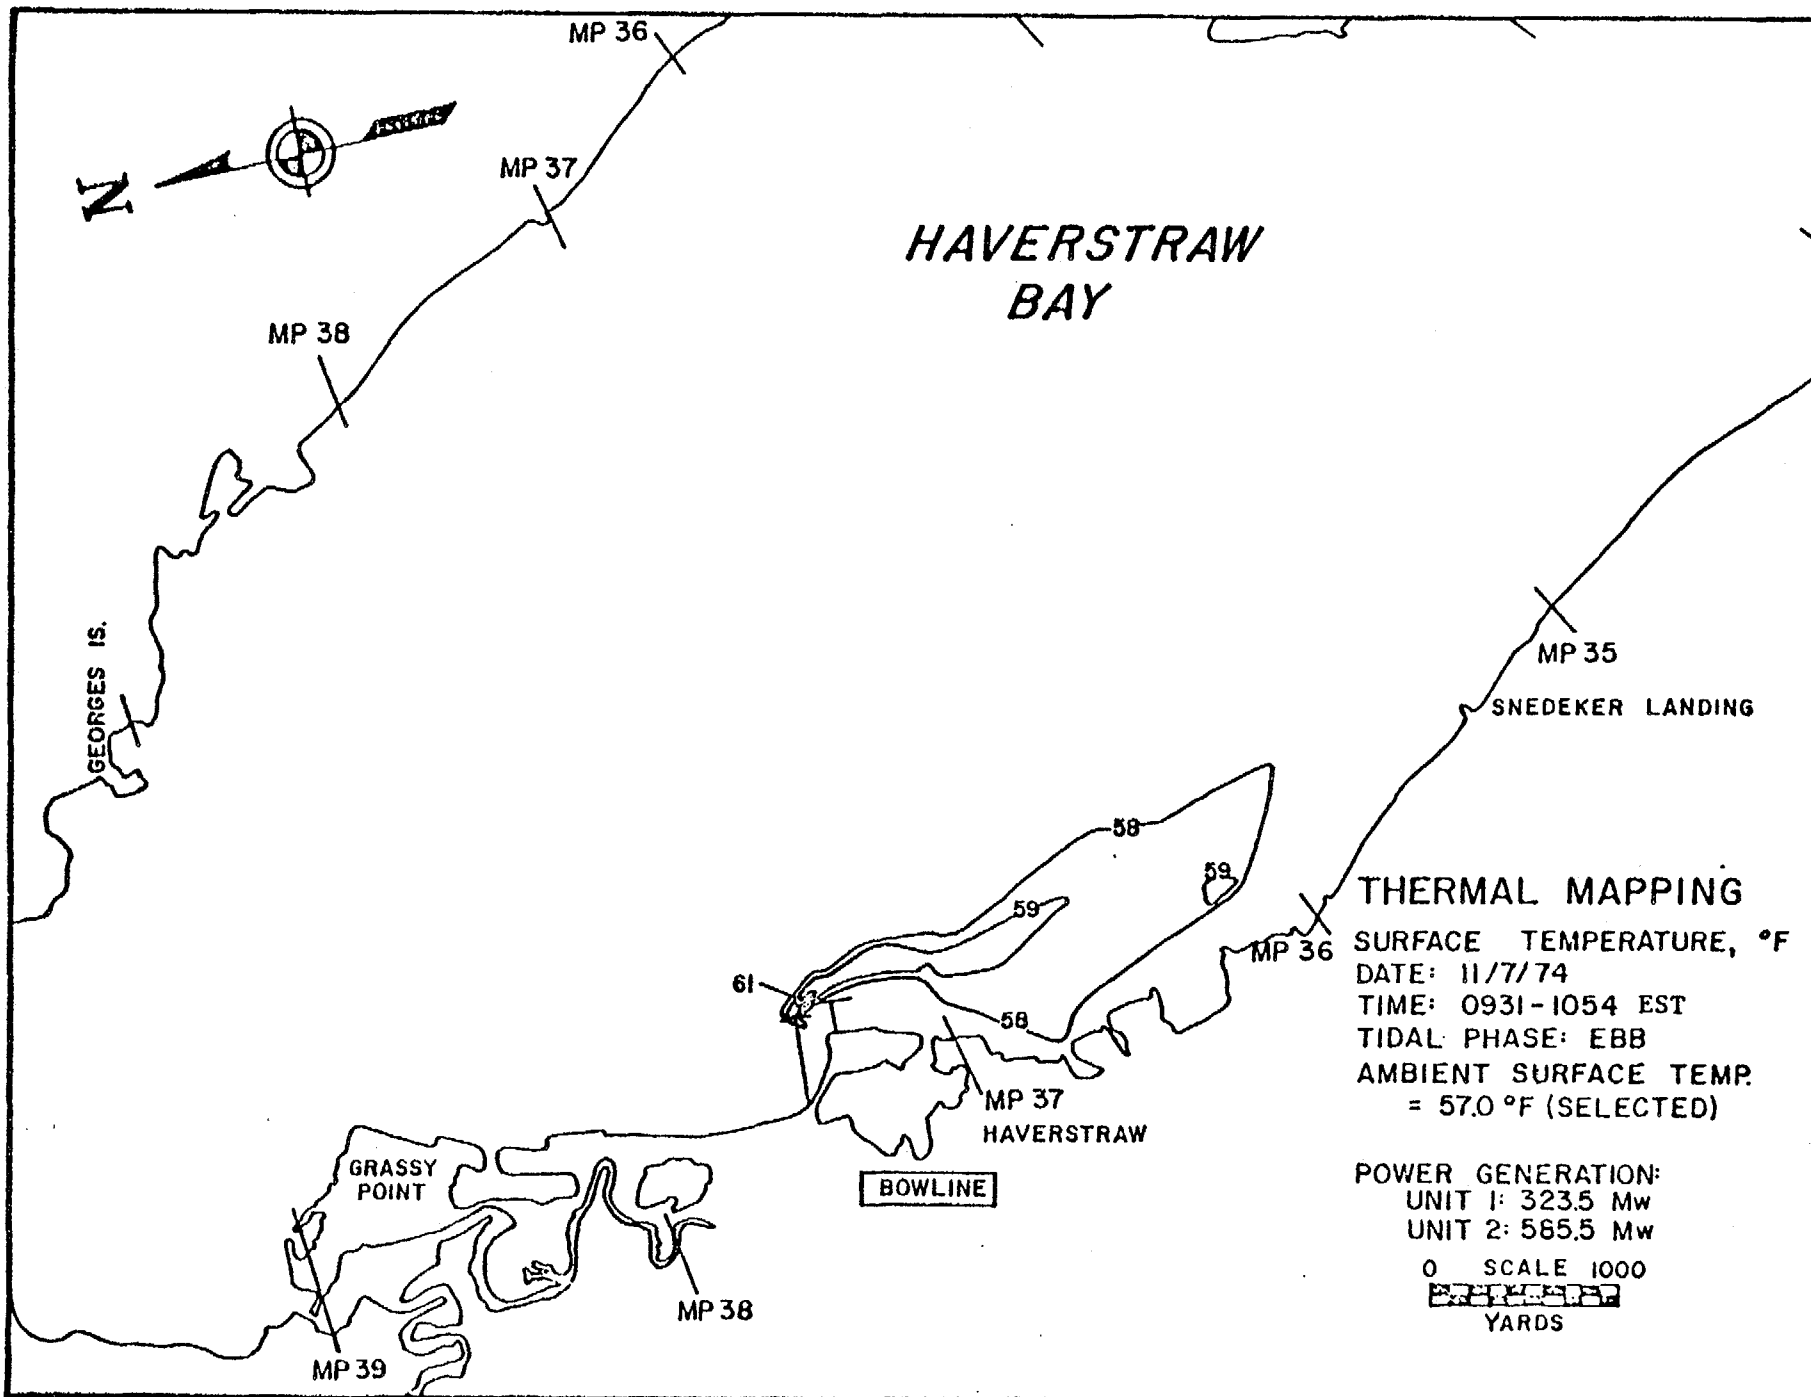 MP 36
N
MP 37
HAVERSTRAW
BAY
MP 38
GEORGES IS.
MP 35
SNEDEKER LANDING
58
59
59
61
58
MP 36
THERMAL MAPPING
SURFACE TEMPERATURE, °F
DATE: 11/7/74
TIME: 0931-1054 EST
TIDAL PHASE: EBB
AMBIENT SURFACE TEMP.
= 57.0 °F (SELECTED)
MP 37
HAVERSTRAW
GRASSY
POINT
BOWLINE
POWER GENERATION:
UNIT 1: 323.5 Mw
UNIT 2: 585.5 Mw
0 SCALE 1000
YARDS
MP 38
MP 39